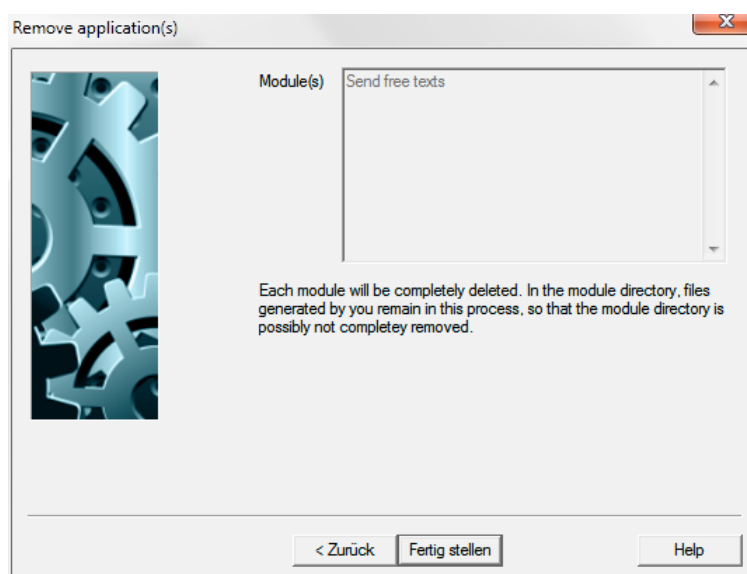 Remove application(s)
Module(s)
Send free texts
Each module will be completely deleted. In the module directory, files
generated by you remain in this process, so that the module directory is
possibly not completey removed.
< Zurück
Fertig stellen
Help